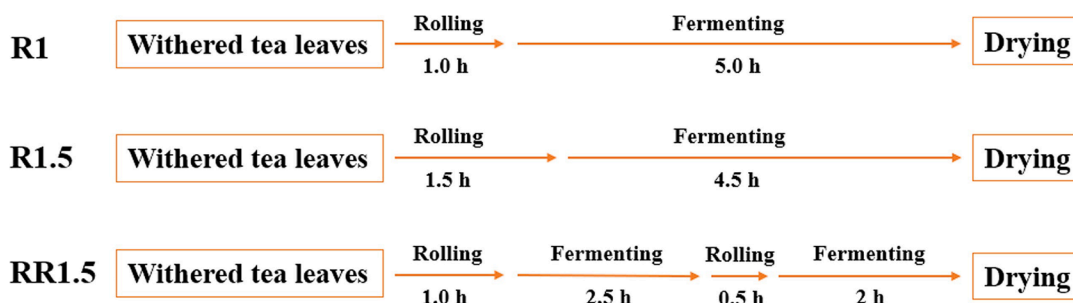 R1
Withered tea leaves
Rolling
1.0 h
Fermenting
5.0 h
Drying
R1.5
Withered tea leaves
Rolling
1.5 h
Fermenting
4.5 h
Drying
RR1.5
Withered tea leaves
Rolling
1.0 h
Fermenting
2.5 h
Rolling
0.5 h
Fermenting
2 h
Drying